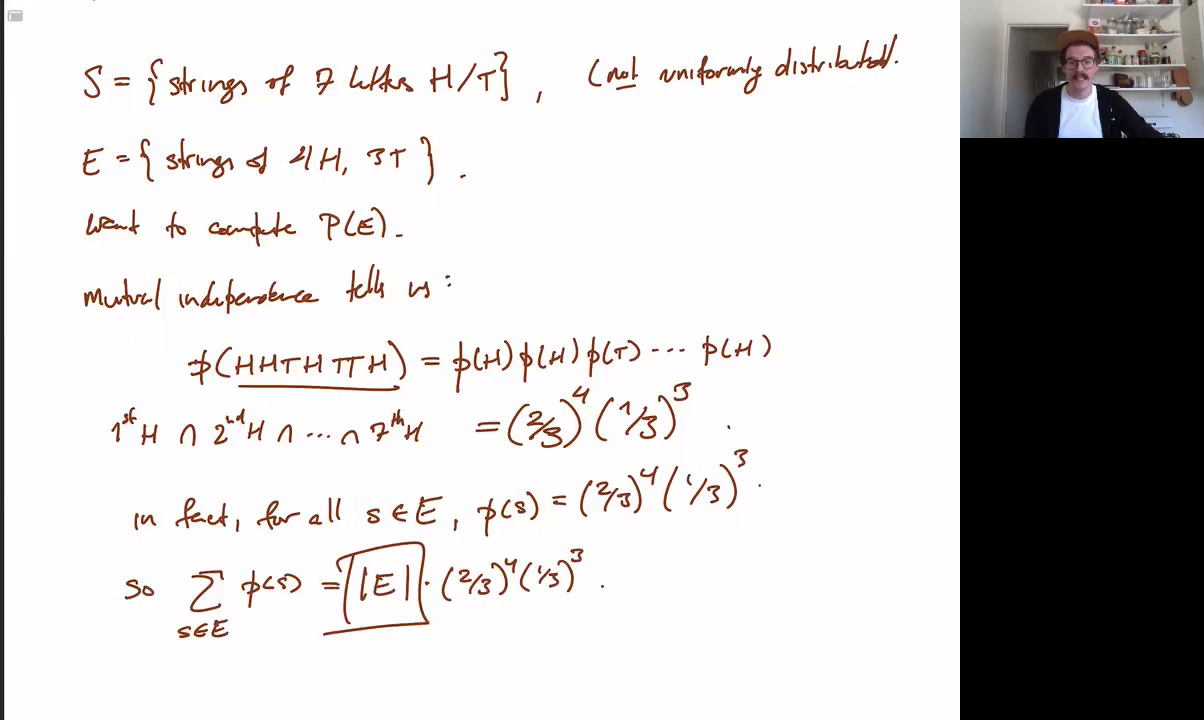 S = { strings of 7 letters H/T } , (not uniformly distributed.
E = { strings of 4H, 3T } .
want to compute P(E).
Mutual independence tells us :
p(HHTHTTH) = p(H) p(H) p(T) ... p(H)
1st H ∩ 2nd H ∩ ... ∩ 7th H = (2/3)^4 (1/3)^3 .
in fact, for all s ∈ E, p(s) = (2/3)^4 (1/3)^3 .
So ∑_{s∈E} p(s) = |E| · (2/3)^4 (1/3)^3 .